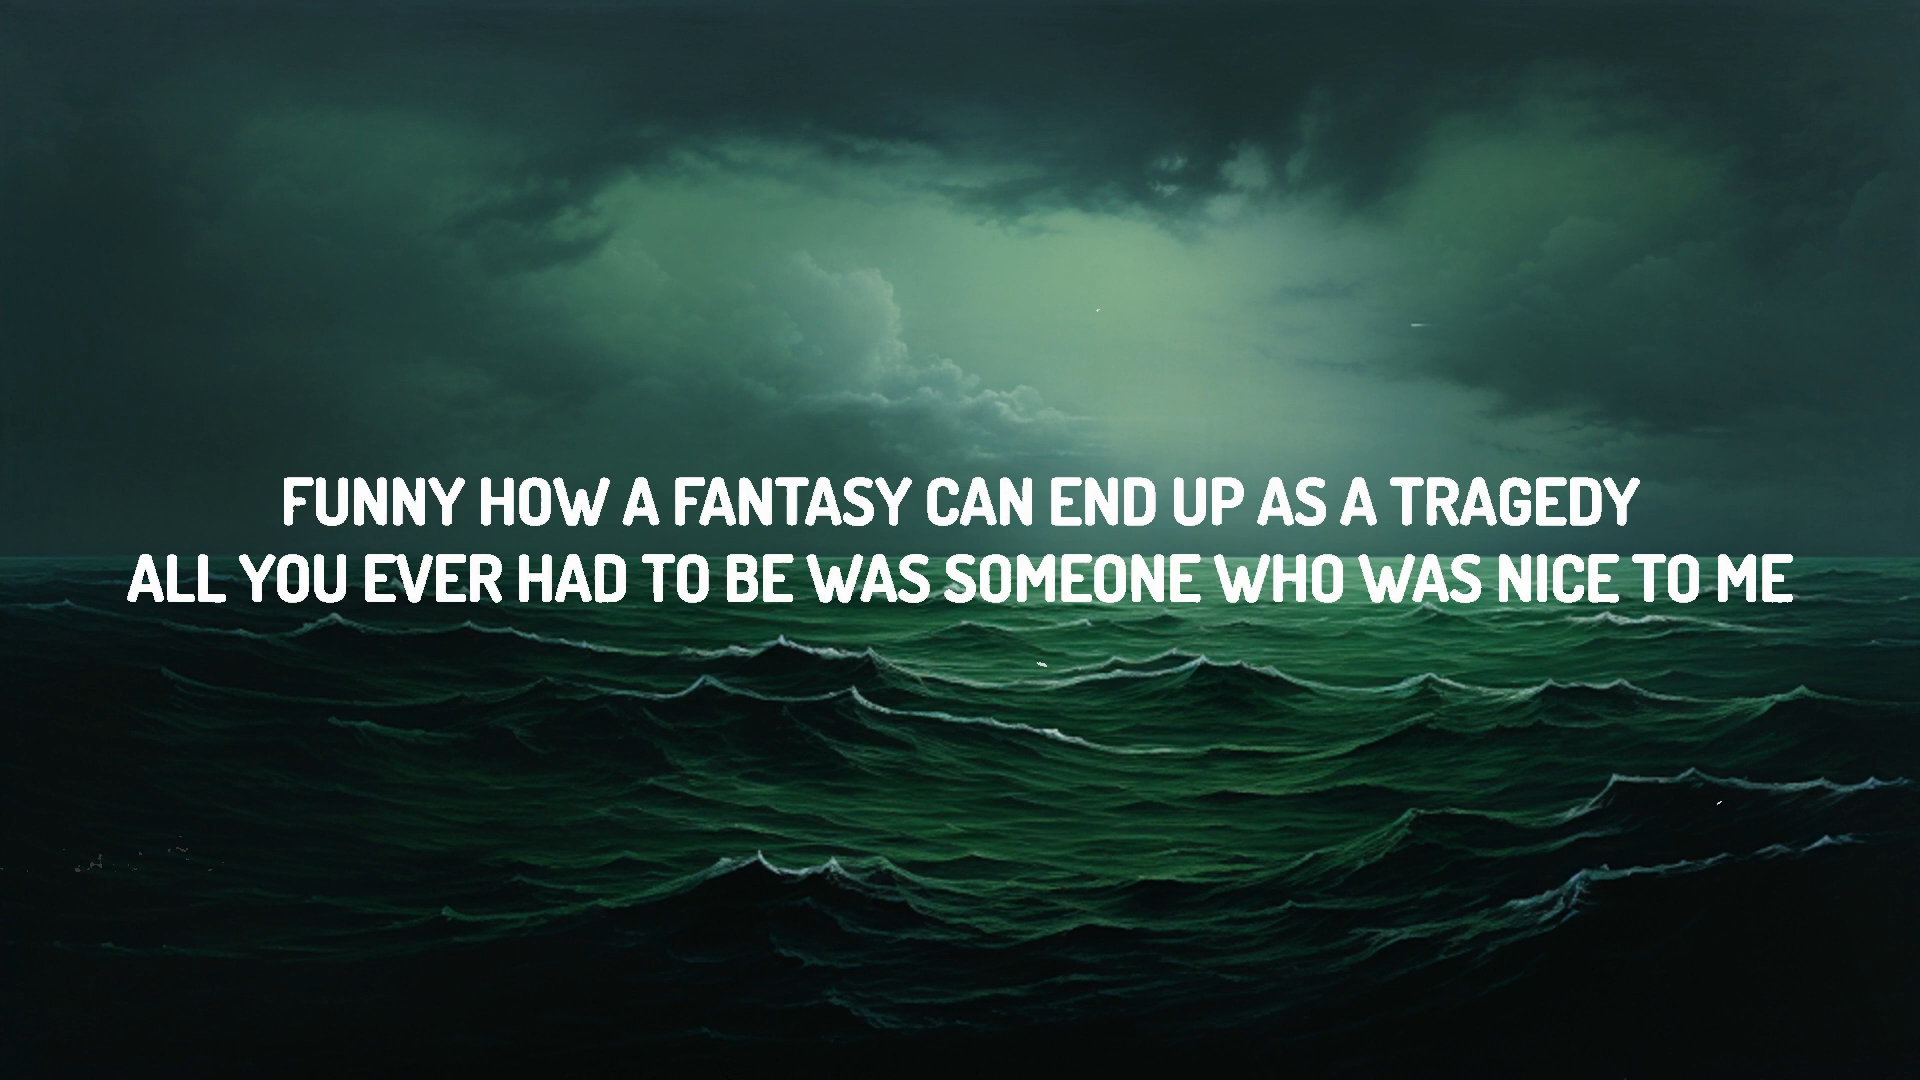 FUNNY HOW A FANTASY CAN END UP AS A TRAGEDY
ALL YOU EVER HAD TO BE WAS SOMEONE WHO WAS NICE TO ME